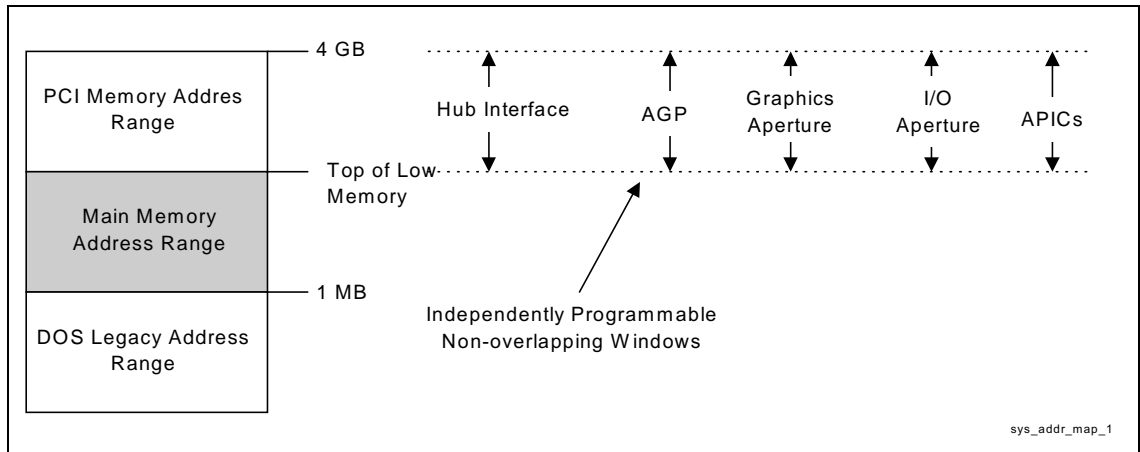 4 GB
PCI Memory Addres
Range
Hub Interface
AGP
Graphics
Aperture
I/O
Aperture
APICs
Top of Low
Memory
Main Memory
Address Range
1 MB
Independently Programmable
Non-overlapping Windows
DOS Legacy Address
Range
sys_addr_map_1